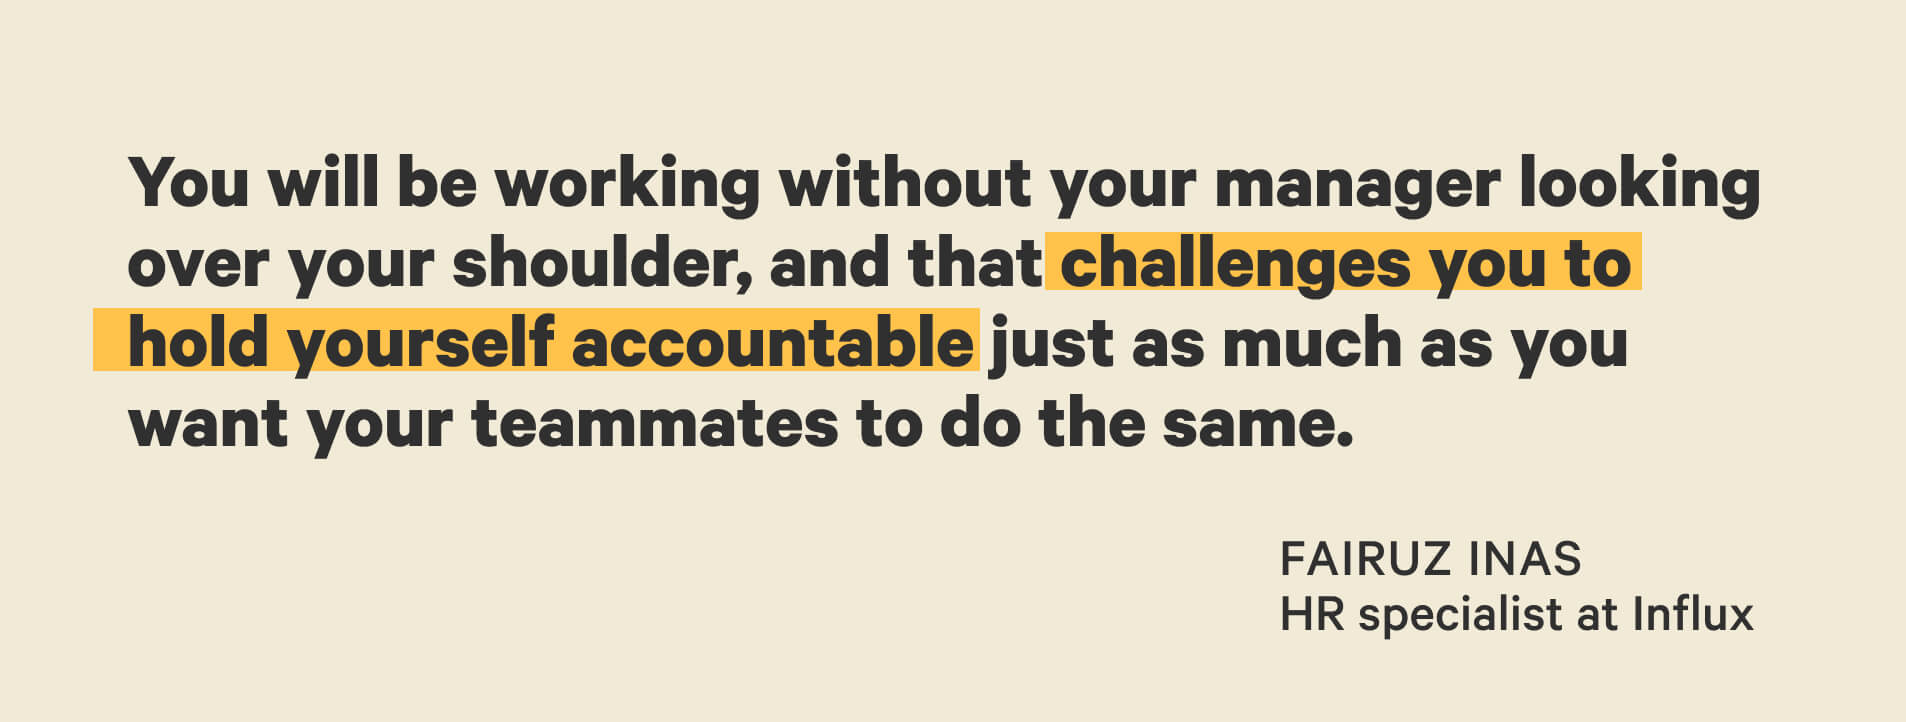 You will be working without your manager looking
over your shoulder, and that challenges you to
hold yourself accountable just as much as you
want your teammates to do the same.
FAIRUZ INAS
HR specialist at Influx